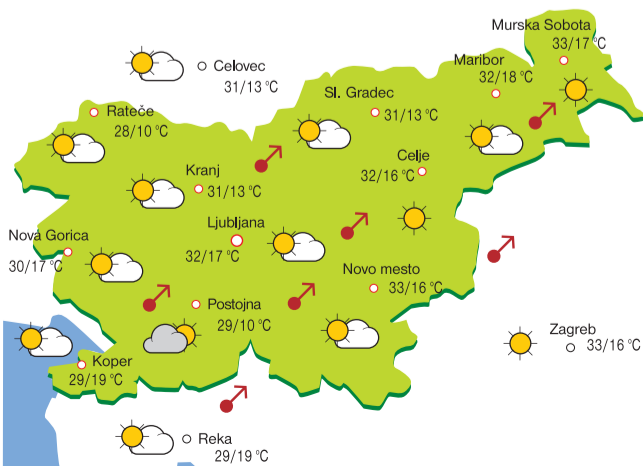 Murska Sobota
33/17 °C
Maribor
32/18 °C
Celovec
31/13 °C
Sl. Gradec
31/13 °C
Rateče
28/10 °C
Celje
32/16 °C
Kranj
31/13 °C
Ljubljana
32/17 °C
Nova Gorica
30/17 °C
Novo mesto
33/16 °C
Postojna
29/10 °C
Zagreb
33/16 °C
Koper
29/19 °C
Reka
29/19 °C